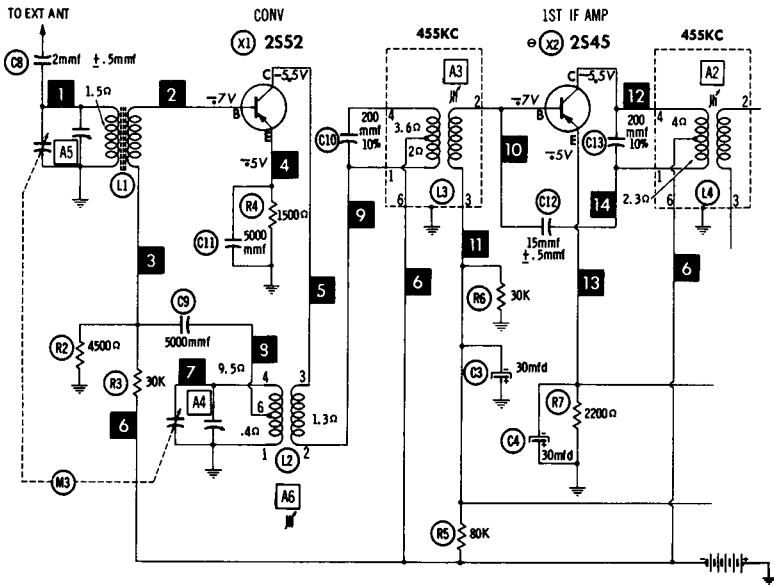 TO EXT ANT
CONV
X1 2S52
1ST IF AMP
⊖ X2 2S45
455KC
455KC
C8
2mmf ±.5mmf
1
1.5Ω
2
-.7V
B
C
-5.5V
E
A5
L1
-.5V
4
R4
1500Ω
C11
5000
mmf
3
5
C10
200
mmf
10%
4
A3
2
3.6Ω
2Ω
1
6
L3
3
9
-.7V
B
C
-5.5V
E
10
-.5V
C12
15mmf
±.5mmf
12
200
mmf
10%
C13
A2
4Ω
1
2.3Ω
14
L4
6
3
11
6
13
6
R6
30K
C3
30mfd
R2
4500Ω
C9
5000mmf
R3
30K
6
7
8
9.5Ω
4
A4
6
.4Ω
1
L2
3
1.3Ω
2
A6
M3
R7
2200Ω
C4
30mfd
R5
80K